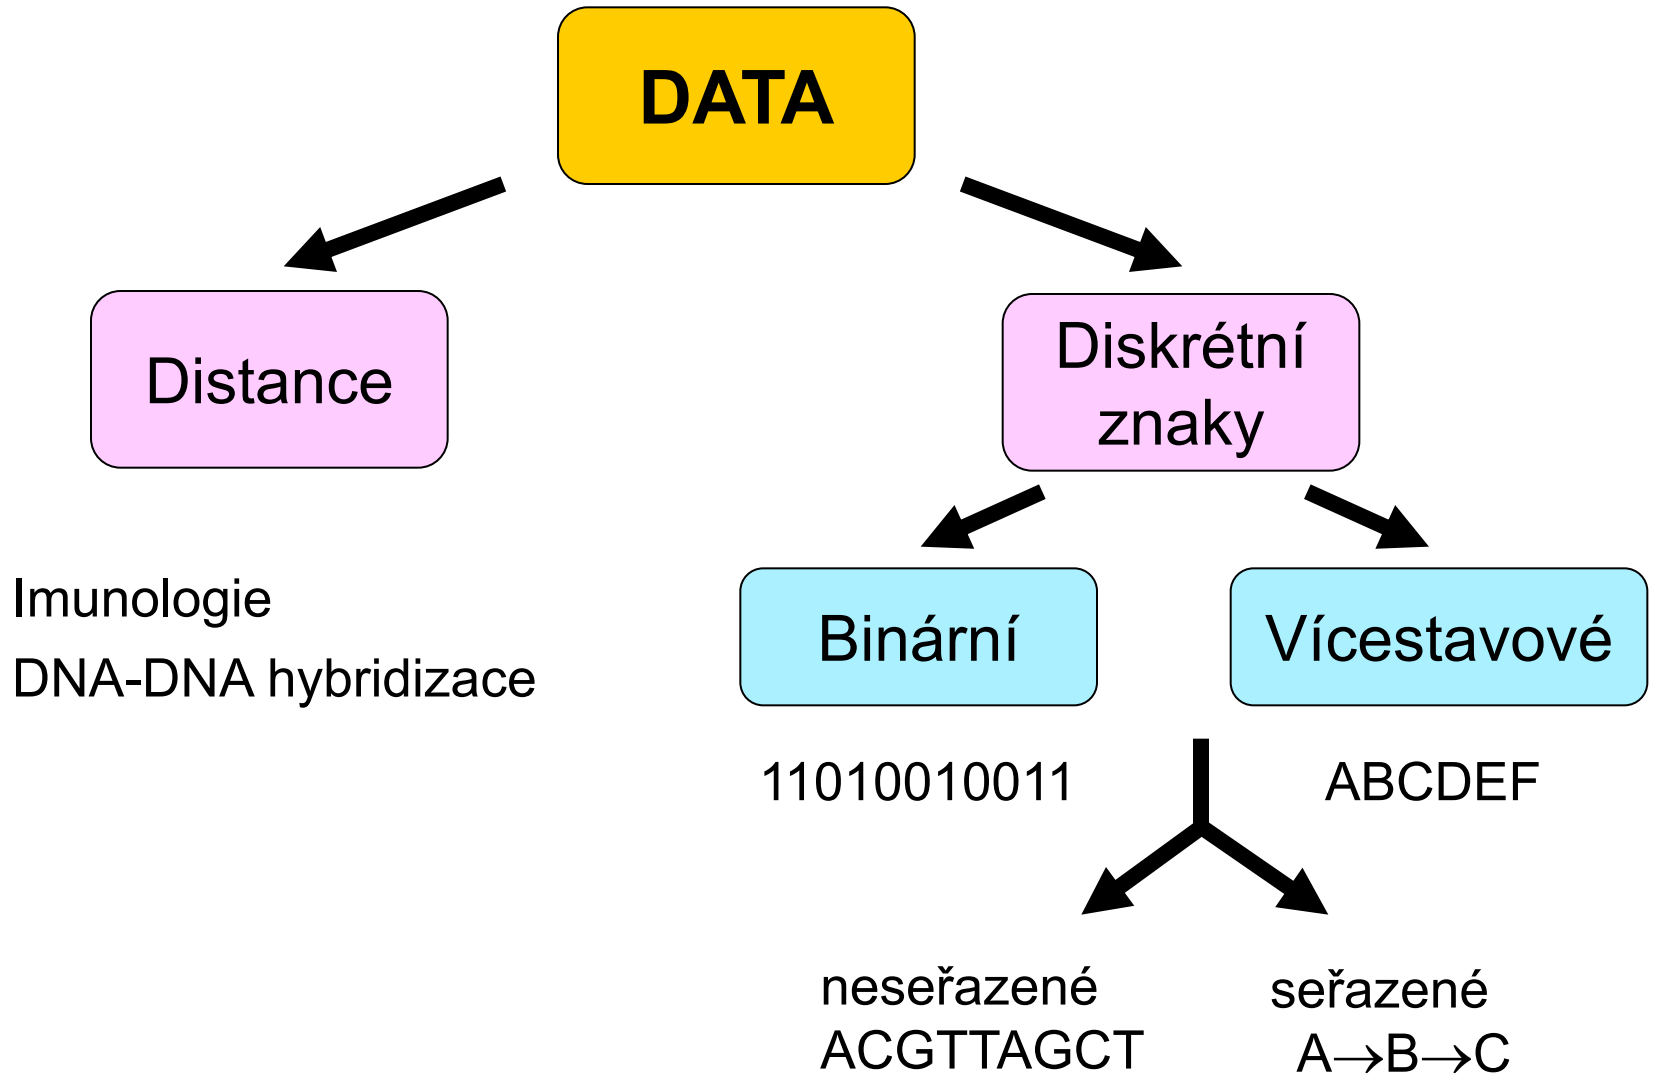 DATA
Distance
Diskrétní
znaky
Imunologie
DNA-DNA hybridizace
Binární
Vícestavové
11010010011
ABCDEF
neseřazené
ACGTTAGCT
seřazené
A→B→C